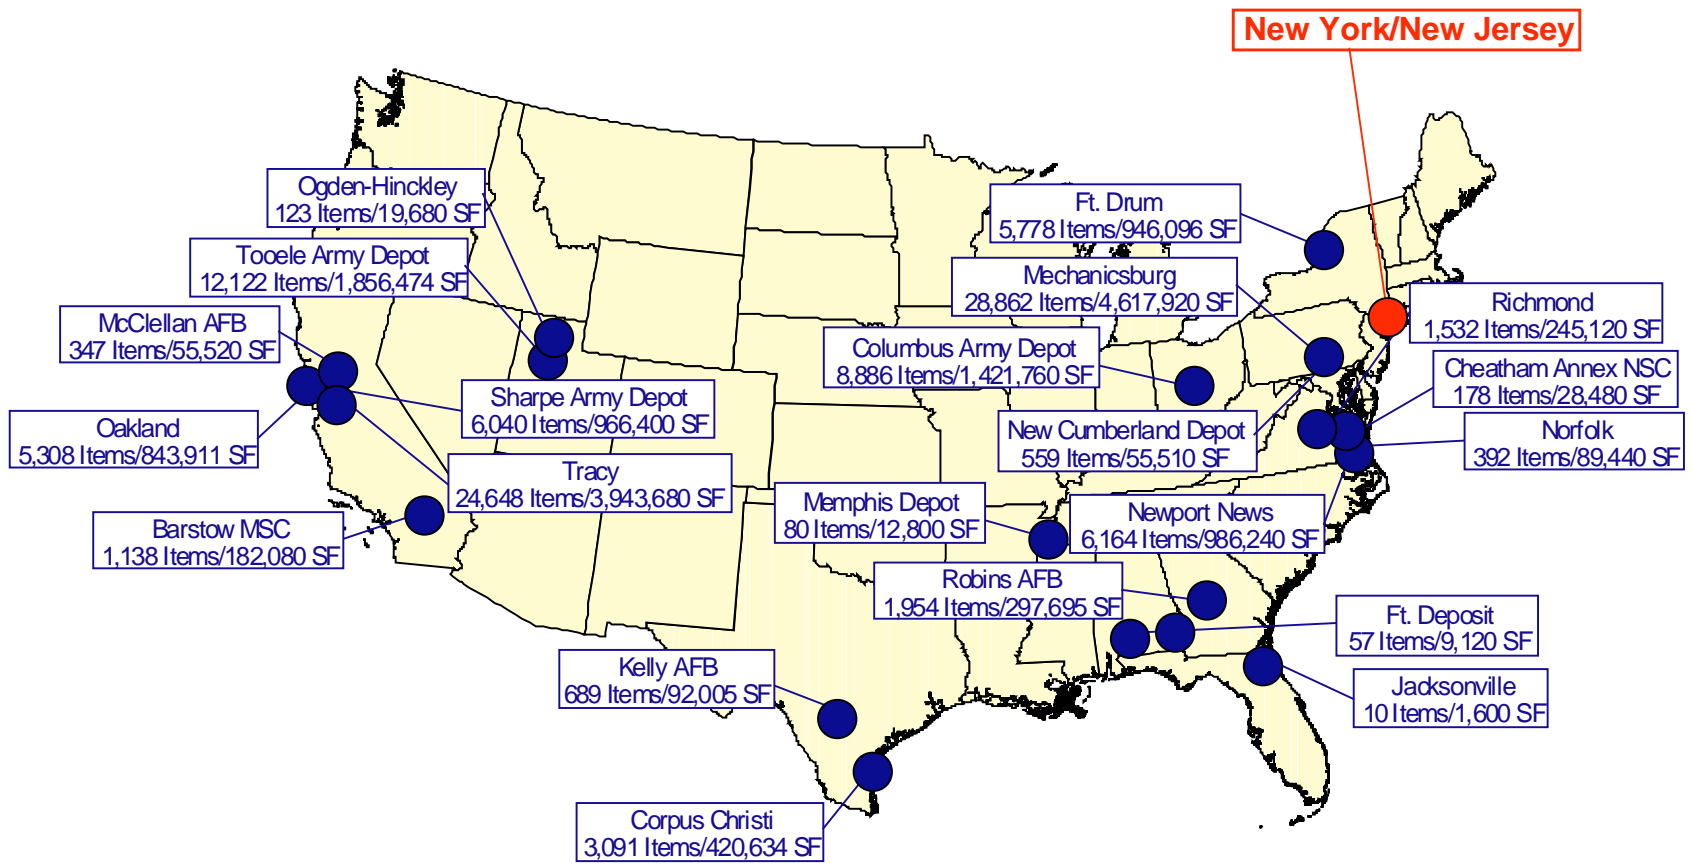 New York/New Jersey
Ogden-Hinckley
123 Items/19,680 SF
Ft. Drum
5,778 Items/946,096 SF
Tooele Army Depot
12,122 Items/1,856,474 SF
Mechanicsburg
28,862 Items/4,617,920 SF
Richmond
1,532 Items/245,120 SF
McClellan AFB
347 Items/55,520 SF
Columbus Army Depot
8,886 Items/1,421,760 SF
Cheatham Annex NSC
178 Items/28,480 SF
Sharpe Army Depot
6,040 Items/966,400 SF
Oakland
5,308 Items/843,911 SF
New Cumberland Depot
559 Items/55,510 SF
Norfolk
392 Items/89,440 SF
Tracy
24,648 Items/3,943,680 SF
Memphis Depot
80 Items/12,800 SF
Newport News
6,164 Items/986,240 SF
Barstow MSC
1,138 Items/182,080 SF
Robins AFB
1,954 Items/297,695 SF
Ft. Deposit
57 Items/9,120 SF
Kelly AFB
689 Items/92,005 SF
Jacksonville
10 Items/1,600 SF
Corpus Christi
3,091 Items/420,634 SF